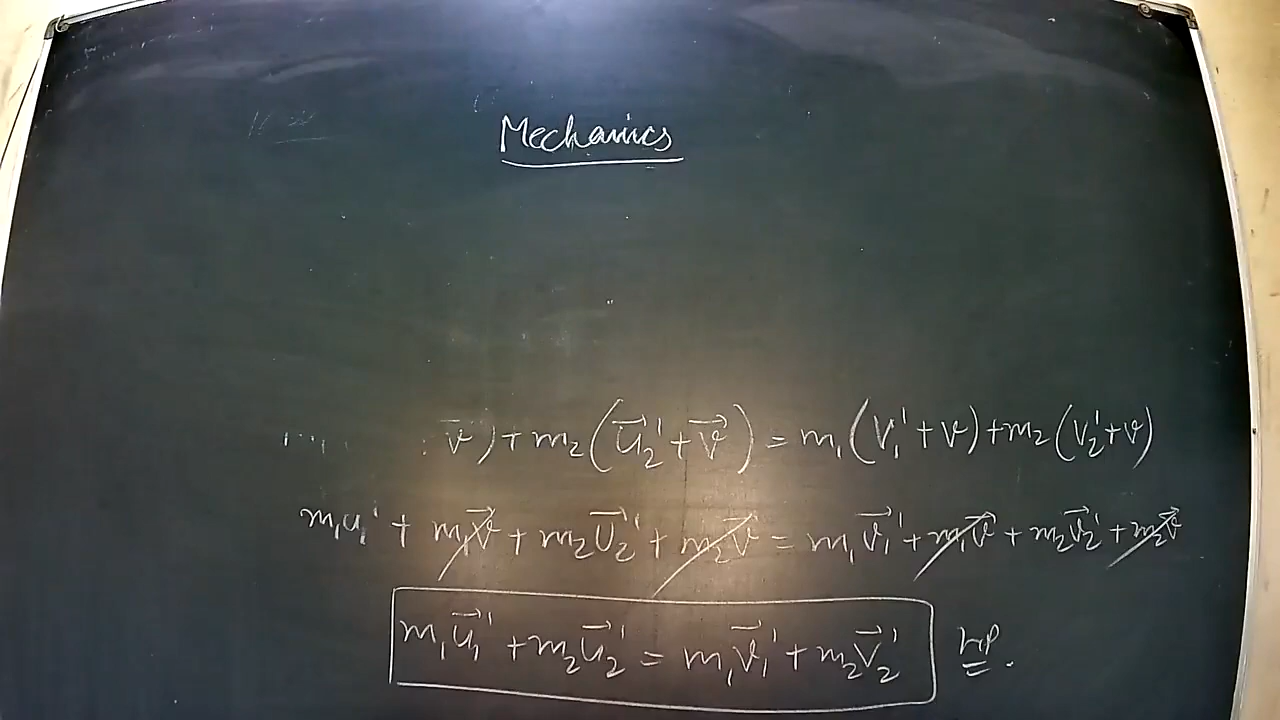 Mechanics
v⃗) + m₂(u⃗₂' + v⃗) = m₁(v₁' + v) + m₂(v₂' + v)
m₁u₁' + m₁v⃗ + m₂u⃗₂' + m₂v⃗ = m₁v⃗₁' + m₁v⃗ + m₂v⃗₂' + m₂v⃗
m₁u⃗₁' + m₂u⃗₂' = m₁v⃗₁' + m₂v⃗₂' HP.